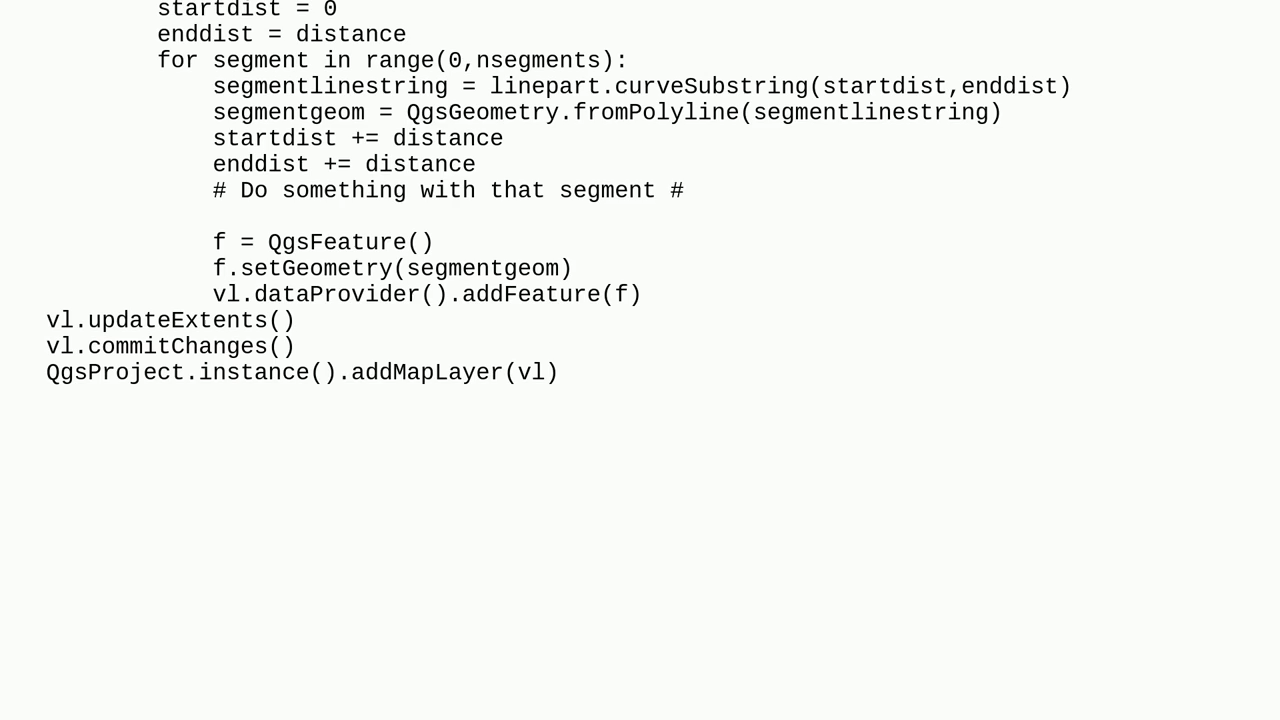 startdist = 0
enddist = distance
for segment in range(0,nsegments):
segmentlinestring = linepart.curveSubstring(startdist,enddist)
segmentgeom = QgsGeometry.fromPolyline(segmentlinestring)
startdist += distance
enddist += distance
# Do something with that segment #
f = QgsFeature()
f.setGeometry(segmentgeom)
vl.dataProvider().addFeature(f)
vl.updateExtents()
vl.commitChanges()
QgsProject.instance().addMapLayer(vl)